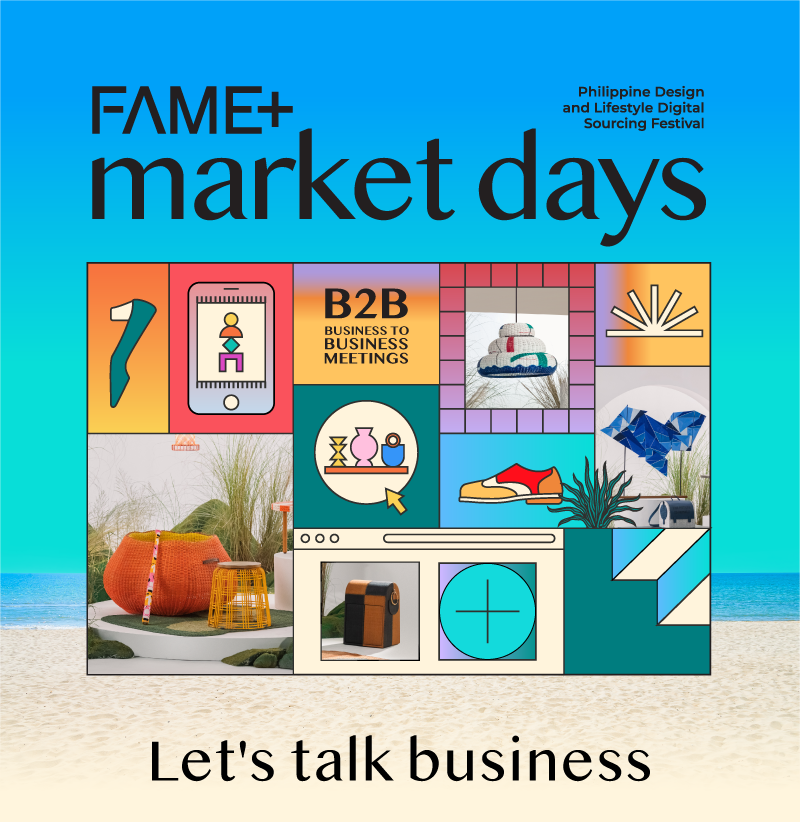 FAME+
Philippine Design
and Lifestyle Digital
Sourcing Festival
market days
B2B
BUSINESS TO
BUSINESS
MEETINGS
Let's talk business